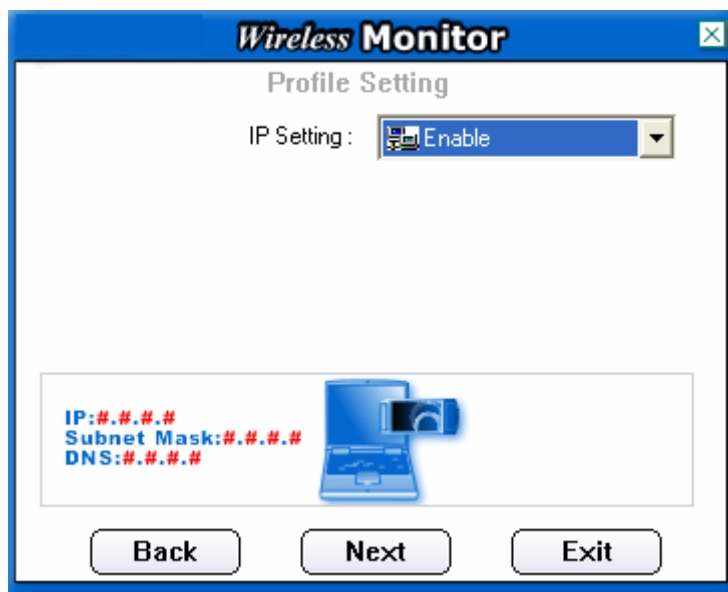 Wireless Monitor
Profile Setting
IP Setting : Enable
IP:#.#.#.#
Subnet Mask:#.#.#.#
DNS:#.#.#.#
Back Next Exit